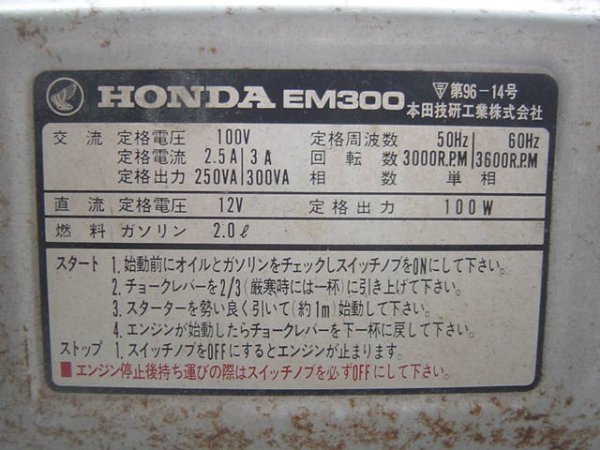 HONDA EM300 〒第96-14号
本田技研工業株式会社
交流 定格電圧 100V 定格周波数 50Hz 60Hz
定格電流 2.5A 3A 回転数 3000R.P.M 3600R.P.M
定格出力 250VA 300VA 相数 単相
直流 定格電圧 12V 定格出力 100W
燃料 ガソリン 2.0ℓ
スタート 1. 始動前にオイルとガソリンをチェックしスイッチノブをONにして下さい。
2. チョークレバーを2/3(厳寒時には一杯)に引き上げて下さい。
3. スターターを勢い良く引いて(約1m)始動して下さい。
4. エンジンが始動したらチョークレバーを下一杯に戻して下さい。
ストップ 1. スイッチノブをOFFにするとエンジンが止まります。
■エンジン停止後持ち運びの際はスイッチノブを必ずOFFにして下さい。